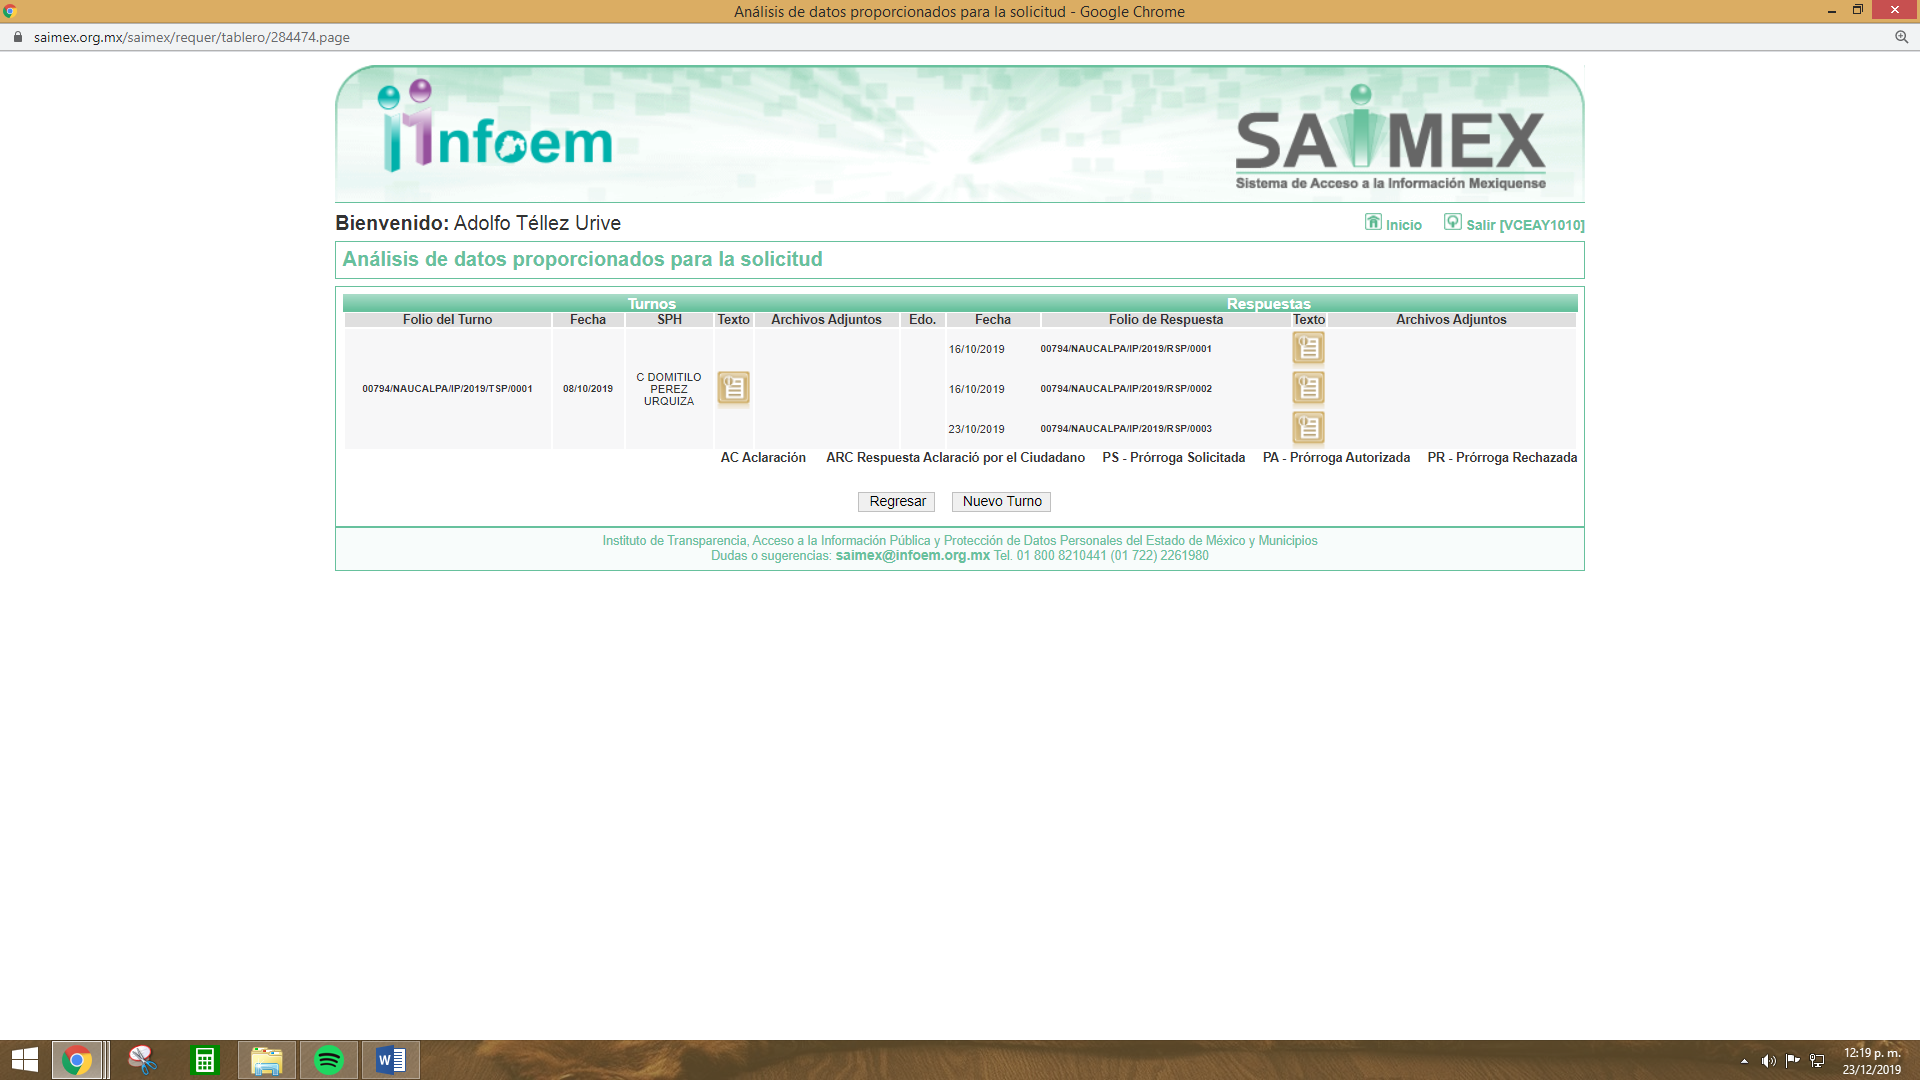 Análisis de datos proporcionados para la solicitud - Google Chrome
saimex.org.mx/saimex/requer/tablero/284474.page
infoem
SAIMEX
Sistema de Acceso a la Información Mexiquense
Bienvenido: Adolfo Téllez Urive
Inicio Salir [VCEAY1010]
Análisis de datos proporcionados para la solicitud
Turnos Respuestas
Folio del Turno Fecha SPH Texto Archivos Adjuntos Edo. Fecha Folio de Respuesta Texto Archivos Adjuntos
00794/NAUCALPA/IP/2019/TSP/0001 08/10/2019 C DOMITILO PEREZ URQUIZA
16/10/2019 00794/NAUCALPA/IP/2019/RSP/0001
16/10/2019 00794/NAUCALPA/IP/2019/RSP/0002
23/10/2019 00794/NAUCALPA/IP/2019/RSP/0003
AC Aclaración ARC Respuesta Aclaració por el Ciudadano PS - Prórroga Solicitada PA - Prórroga Autorizada PR - Prórroga Rechazada
Regresar Nuevo Turno
Instituto de Transparencia, Acceso a la Información Pública y Protección de Datos Personales del Estado de México y Municipios
Dudas o sugerencias: saimex@infoem.org.mx Tel. 01 800 8210441 (01 722) 2261980
12:19 p. m.
23/12/2019